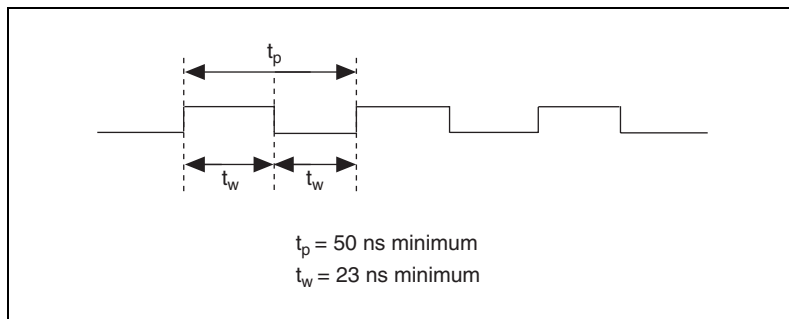 tp
tw tw
tp = 50 ns minimum
tw = 23 ns minimum